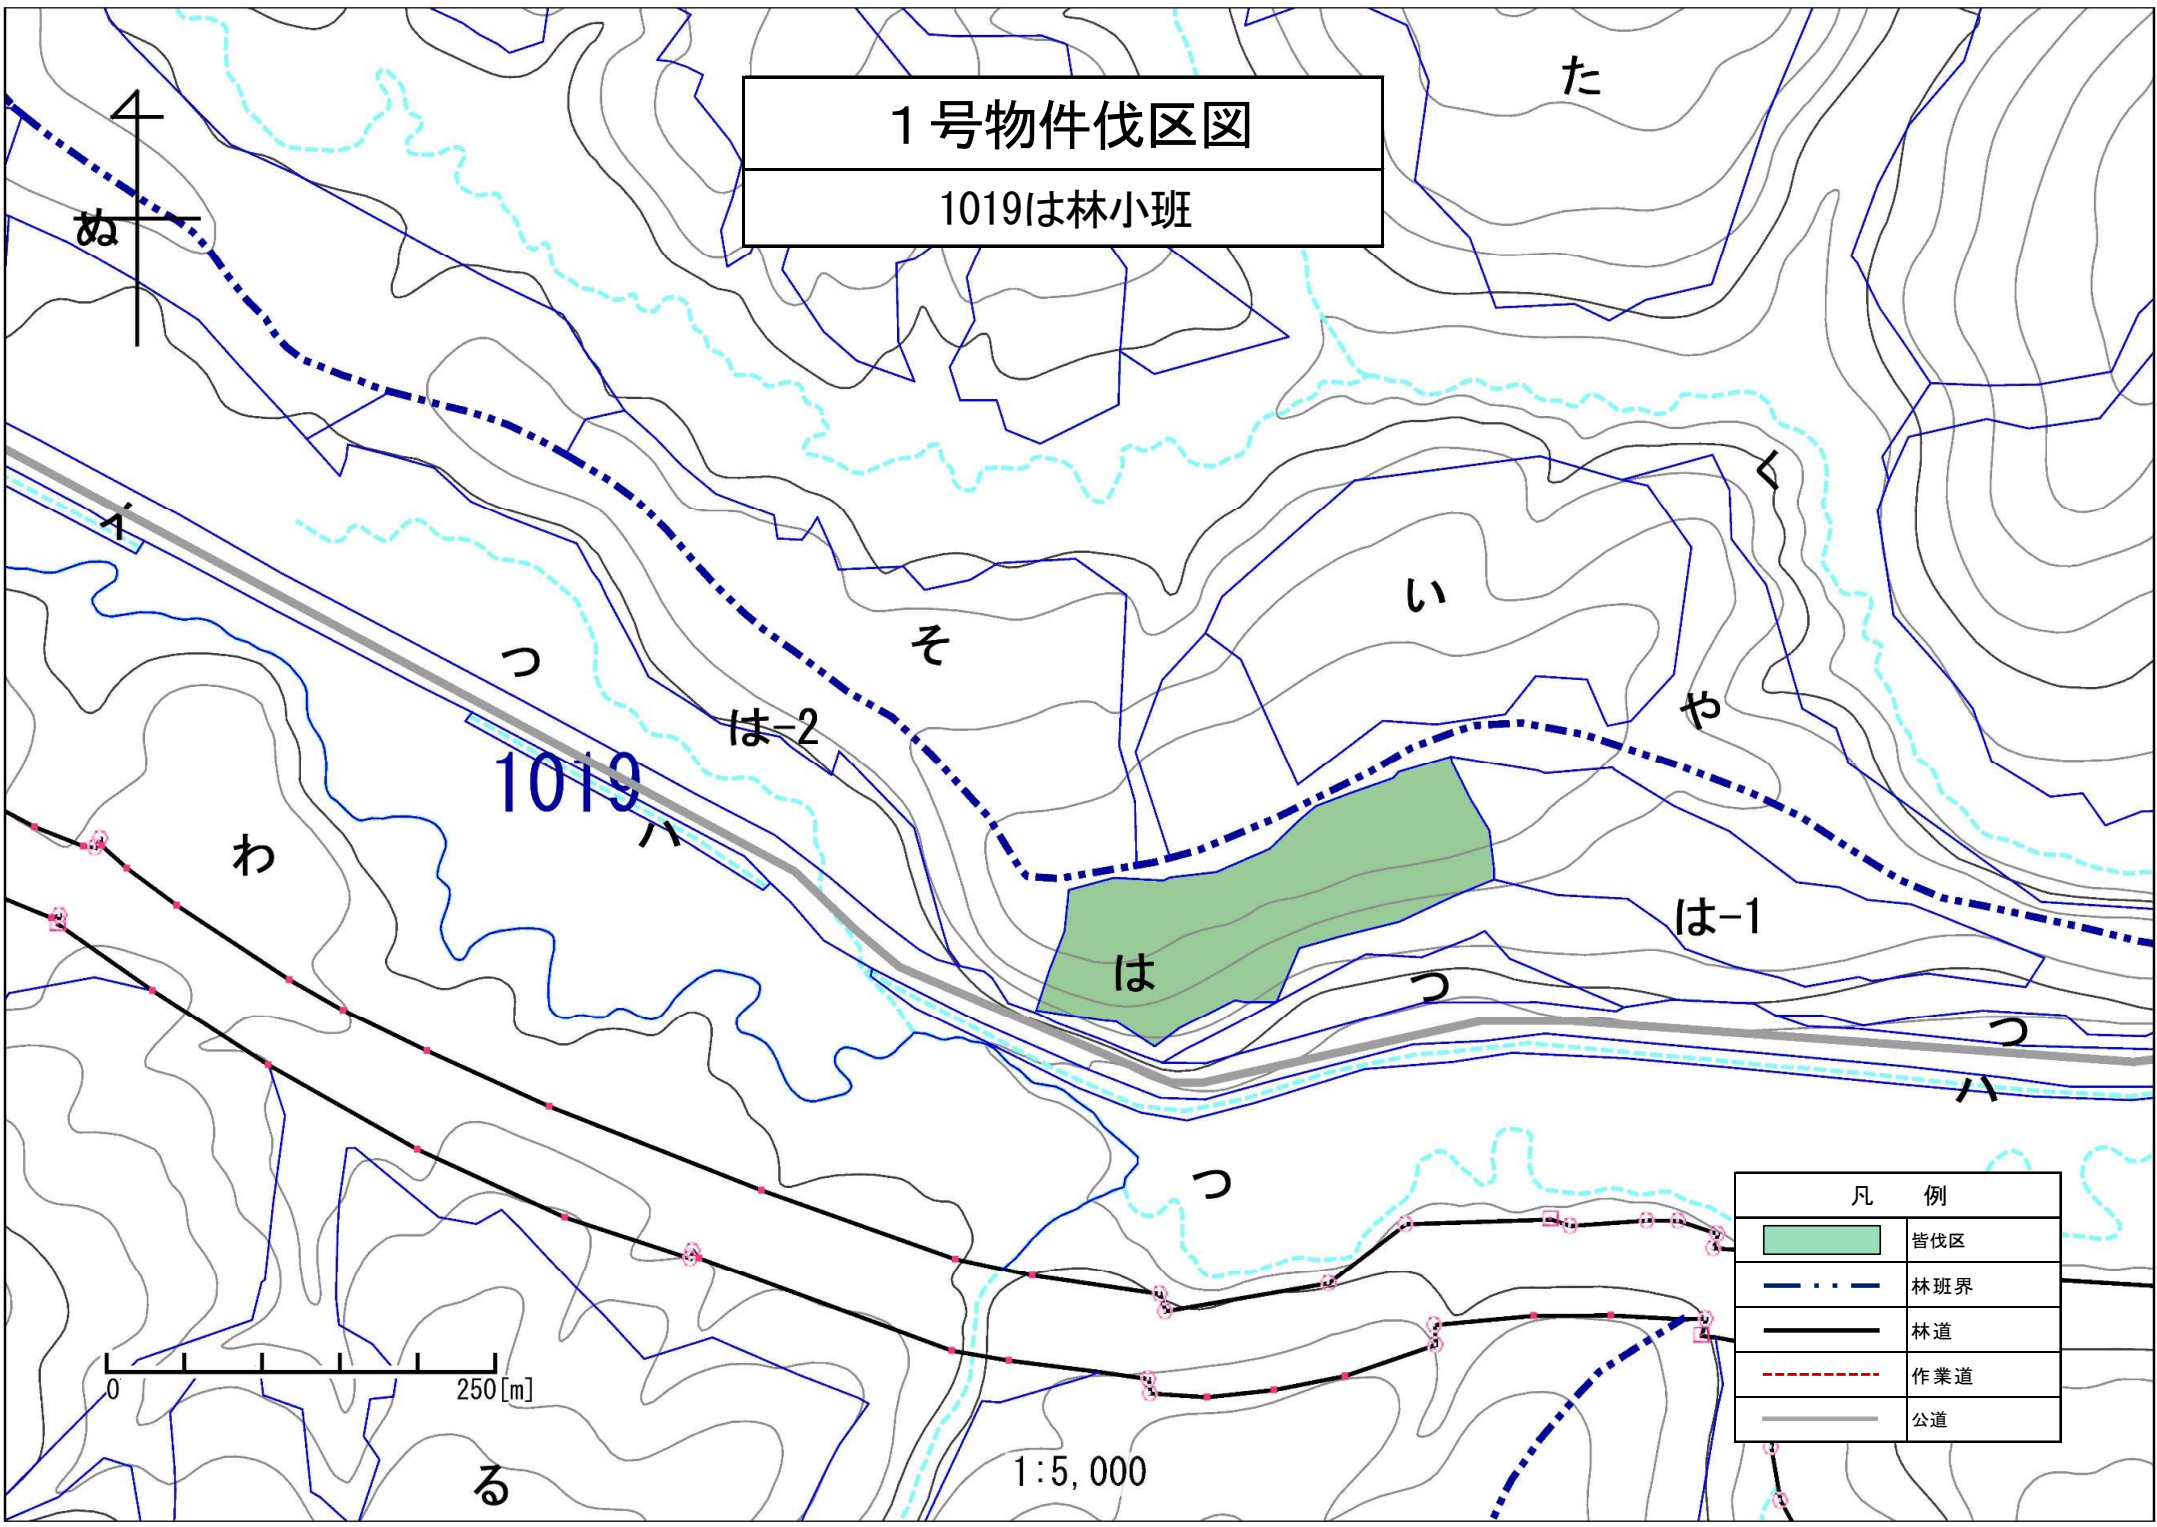 １号物件伐区図
1019は林小班
た
ぬ
く
イ
い
そ
つ
や
は-2
1019
ハ
わ
は-1
は
つ
つ
ハ
つ
凡 例
皆伐区
林班界
林道
作業道
公道
0 250[m]
1:5,000
る